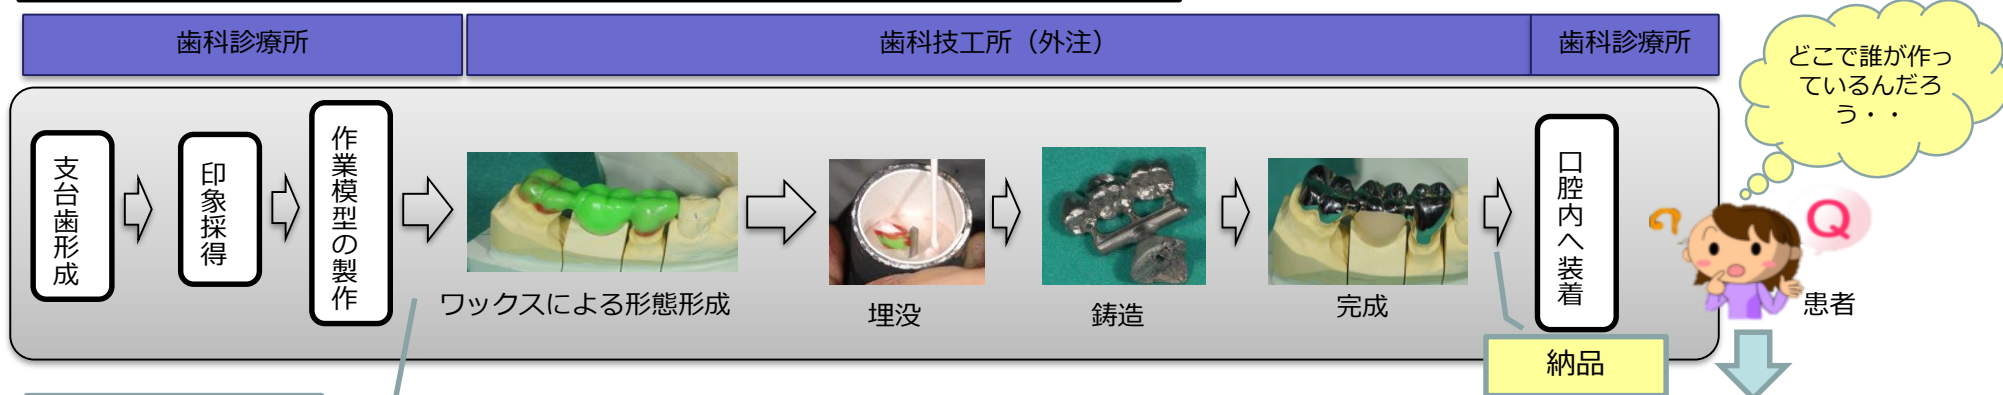 歯科診療所
歯科技工所（外注）
歯科診療所
どこで誰が作っ
ているんだろ
う・・
支台歯形成
印象採得
作業模型の製作
ワックスによる形態形成
埋没
鋳造
完成
口腔内へ装着
Q
患者
納品